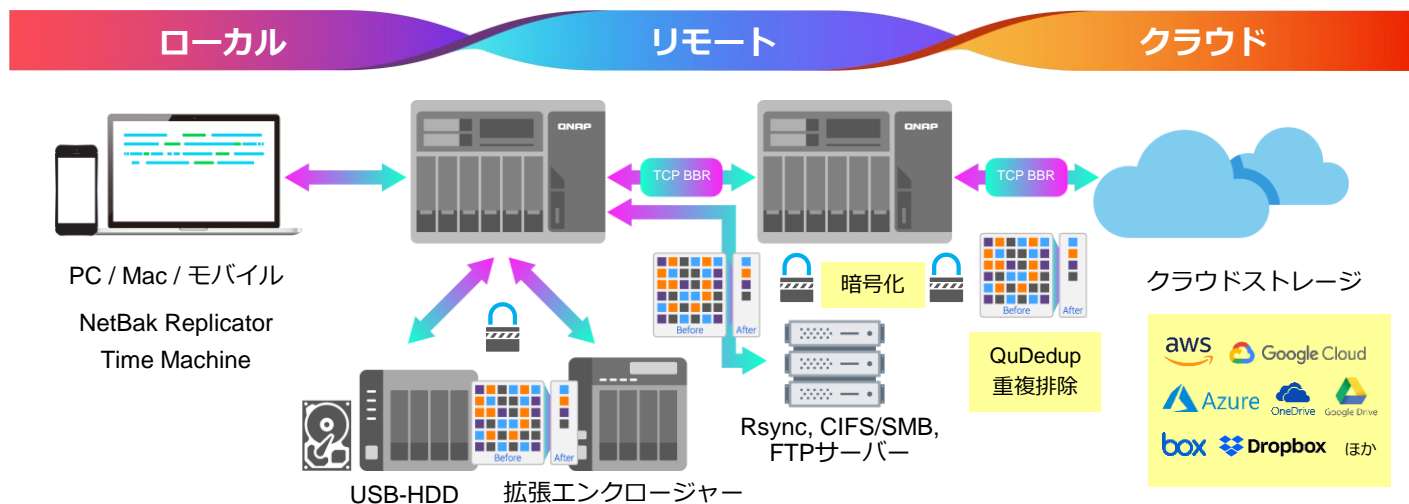 ローカル
リモート
クラウド
QNAP
QNAP
TCP BBR
TCP BBR
PC / Mac / モバイル
NetBak Replicator
Time Machine
Before
After
暗号化
Before
After
クラウドストレージ
QuDedup
重複排除
aws
Google Cloud
Azure
OneDrive
Google Drive
box
Dropbox
ほか
Before
After
Rsync, CIFS/SMB,
FTPサーバー
USB-HDD
拡張エンクロージャー